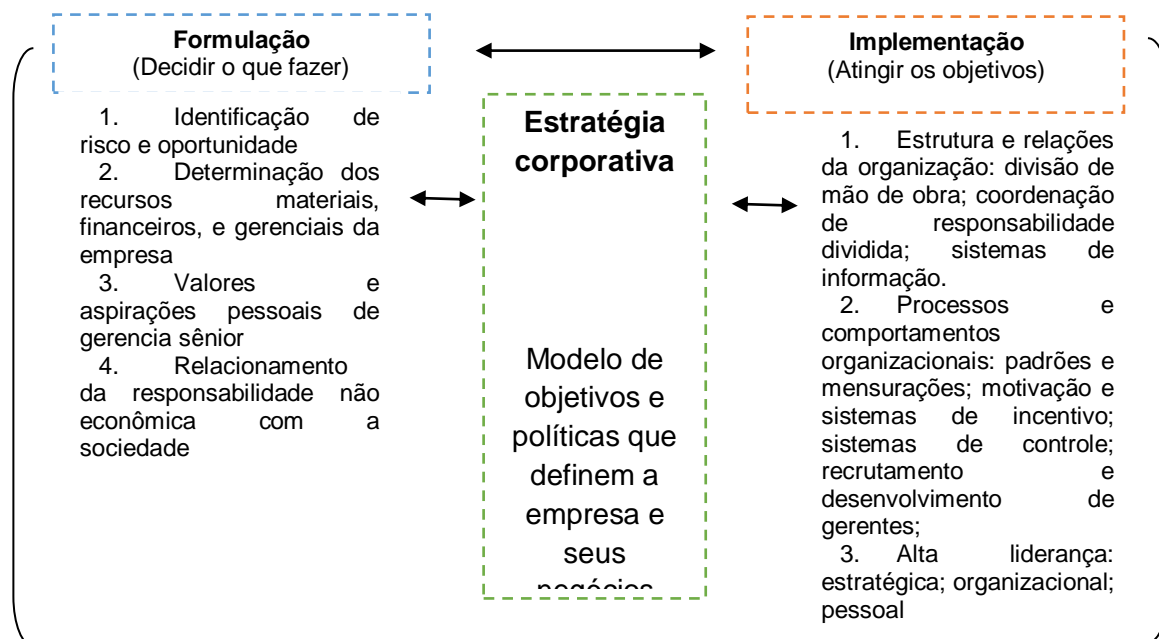 Formulação
(Decidir o que fazer)
1. Identificação de
risco e oportunidade
2. Determinação dos
recursos materiais,
financeiros, e gerenciais da
empresa
3. Valores e
aspirações pessoais de
gerencia sênior
4. Relacionamento
da responsabilidade não
econômica com a
sociedade
Estratégia
corporativa
Modelo de
objetivos e
políticas que
definem a
empresa e
seus
negócios
Implementação
(Atingir os objetivos)
1. Estrutura e relações
da organização: divisão de
mão de obra; coordenação
de responsabilidade
dividida; sistemas de
informação.
2. Processos e
comportamentos
organizacionais: padrões e
mensurações; motivação e
sistemas de incentivo;
sistemas de controle;
recrutamento e
desenvolvimento de
gerentes;
3. Alta liderança:
estratégica; organizacional;
pessoal